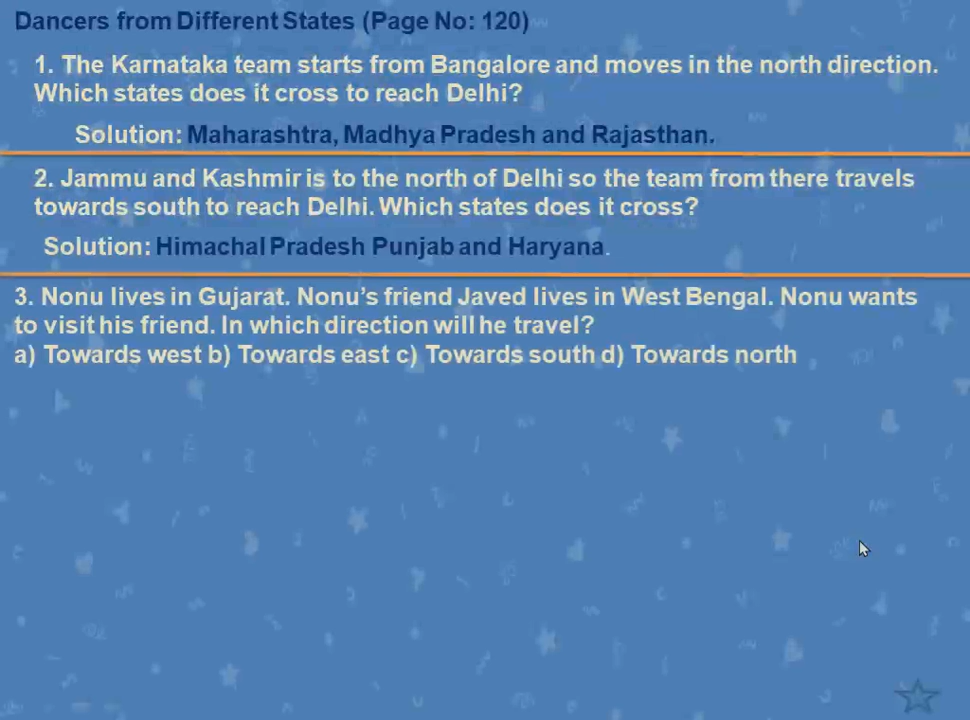 Dancers from Different States (Page No: 120)
1. The Karnataka team starts from Bangalore and moves in the north direction.
Which states does it cross to reach Delhi?
Solution: Maharashtra, Madhya Pradesh and Rajasthan.
2. Jammu and Kashmir is to the north of Delhi so the team from there travels
towards south to reach Delhi. Which states does it cross?
Solution: Himachal Pradesh Punjab and Haryana.
3. Nonu lives in Gujarat. Nonu’s friend Javed lives in West Bengal. Nonu wants
to visit his friend. In which direction will he travel?
a) Towards west b) Towards east c) Towards south d) Towards north